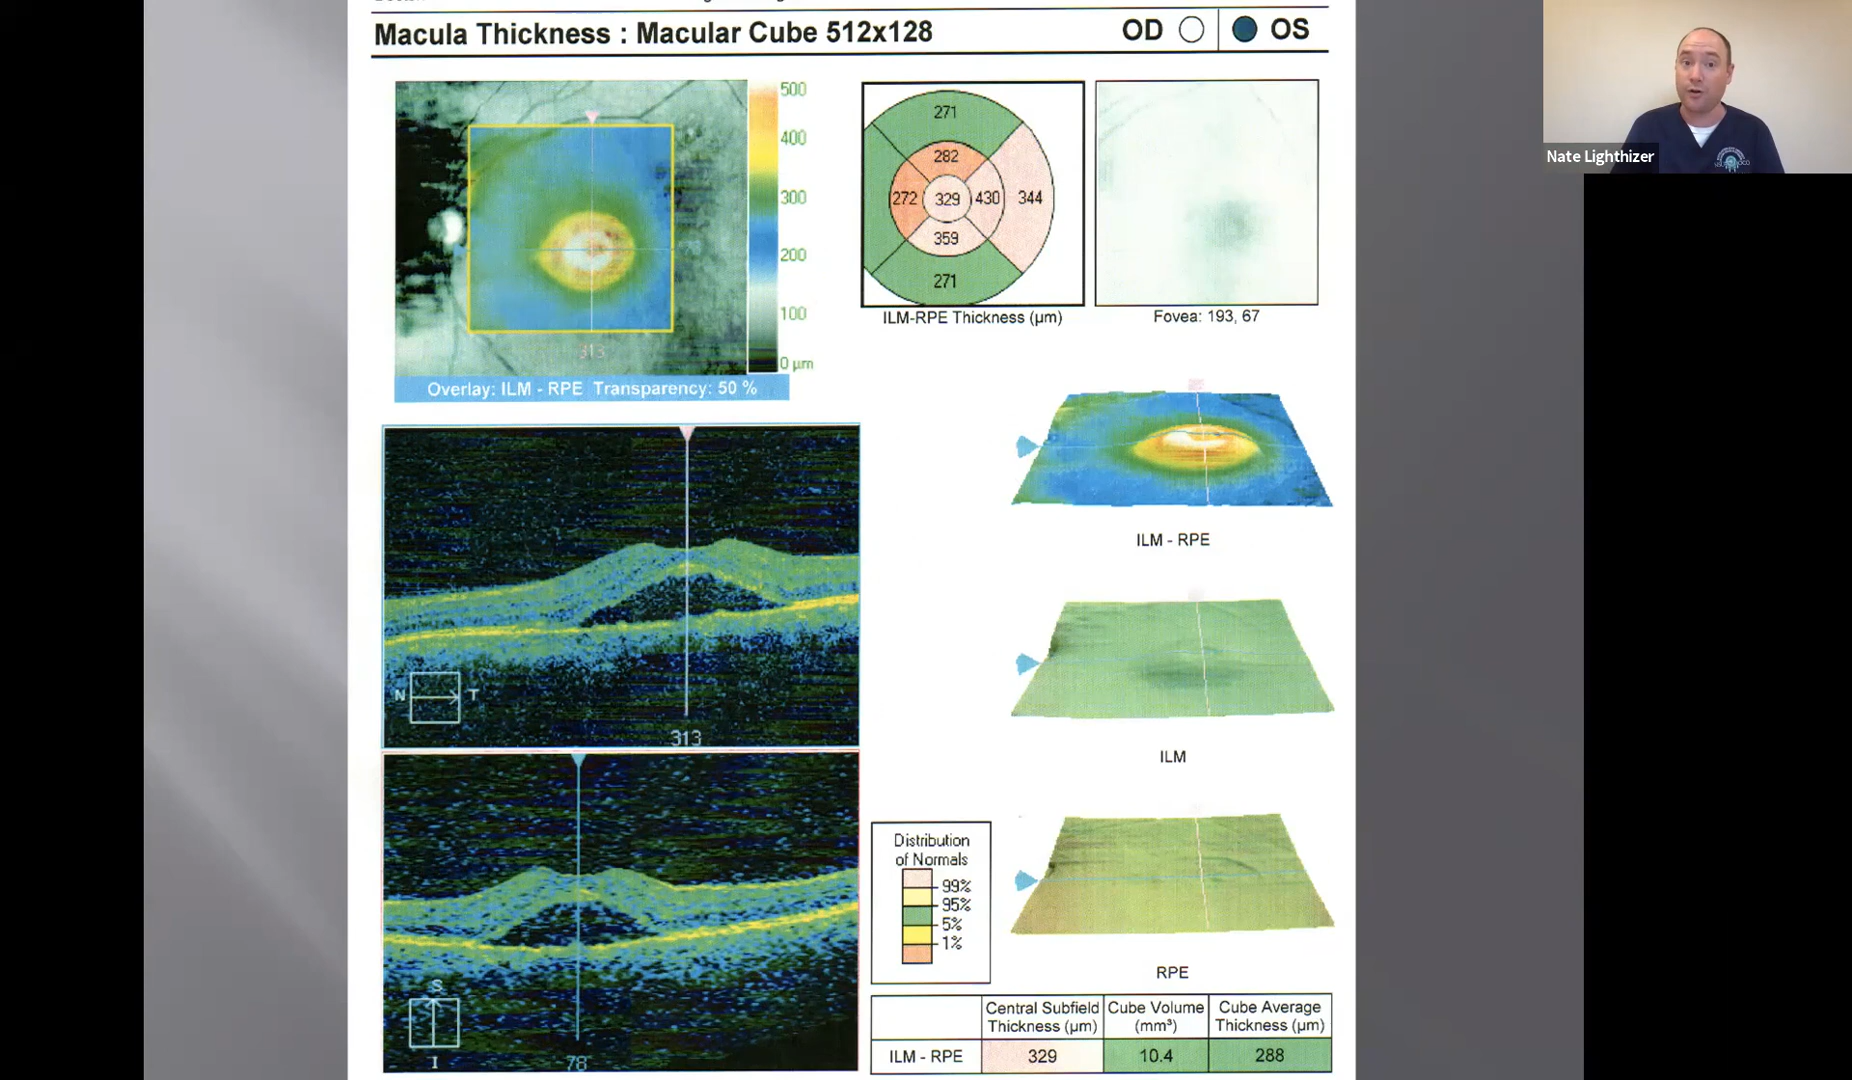 Macula Thickness : Macular Cube 512x128
OD OS
Nate Lighthizer
500
400
300
200
100
0 µm
313
Overlay: ILM - RPE Transparency: 50 %
271
282
272 329 430 344
359
271
ILM-RPE Thickness (µm)
Fovea: 193, 67
N T
313
S
I
78
ILM - RPE
ILM
RPE
Distribution
of Normals
99%
95%
5%
1%
Central Subfield
Thickness (µm)
Cube Volume
(mm³)
Cube Average
Thickness (µm)
ILM - RPE 329 10.4 288